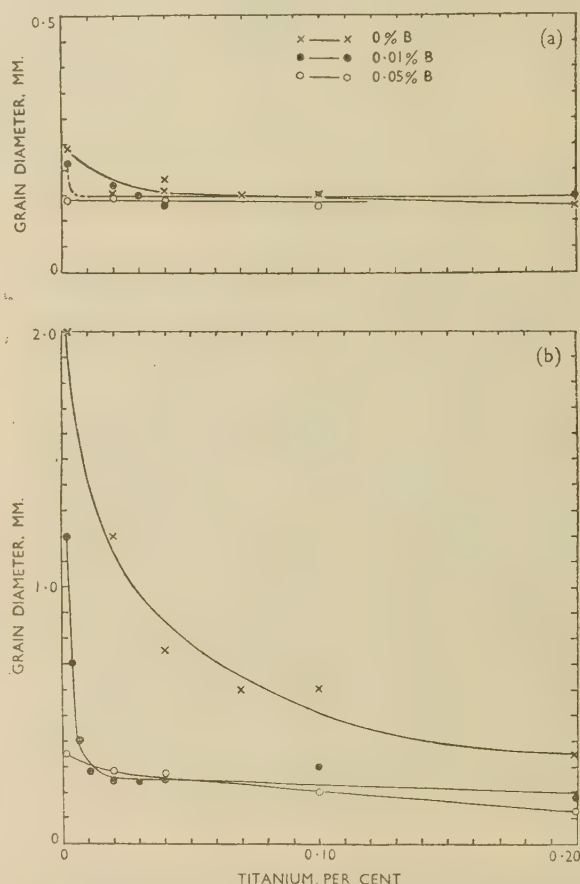 0·5
(a)
× — × 0% B
● — ● 0·01% B
○ — ○ 0·05% B
GRAIN DIAMETER, MM.
0
2·0
(b)
1·0
GRAIN DIAMETER, MM.
0
0 0·10 0·20
TITANIUM, PER CENT